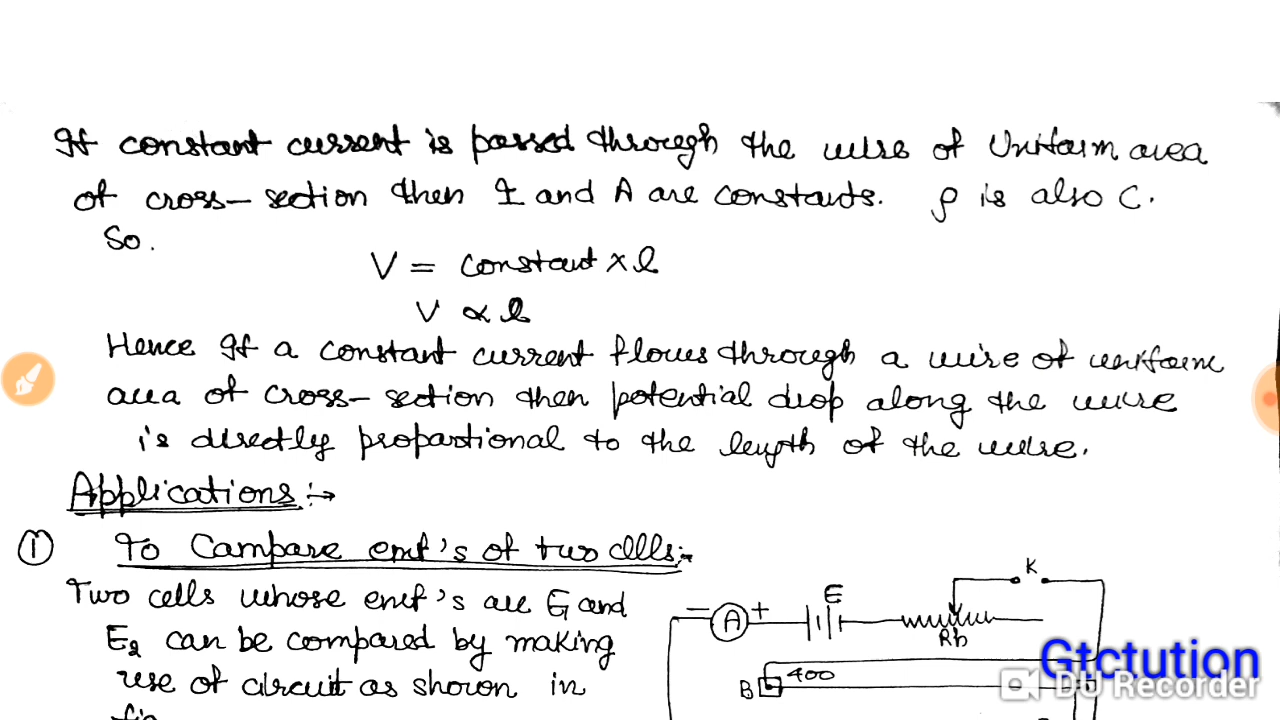 If constant current is passed through the wire of Uniform area
of cross-section then I and A are constants. ρ is also C.
So.
V = constant × l
V ∝ l
Hence If a constant current flows through a wire of uniform
area of cross-section then potential drop along the wire
is directly proportional to the length of the wire.
Applications :→
① To Compare emf's of two cells:-
Two cells whose emf's are E1 and
E2 can be compared by making
use of circuit as shown in
fig
K
E
− A +
Rh
400
B
Gtctution
DU Recorder